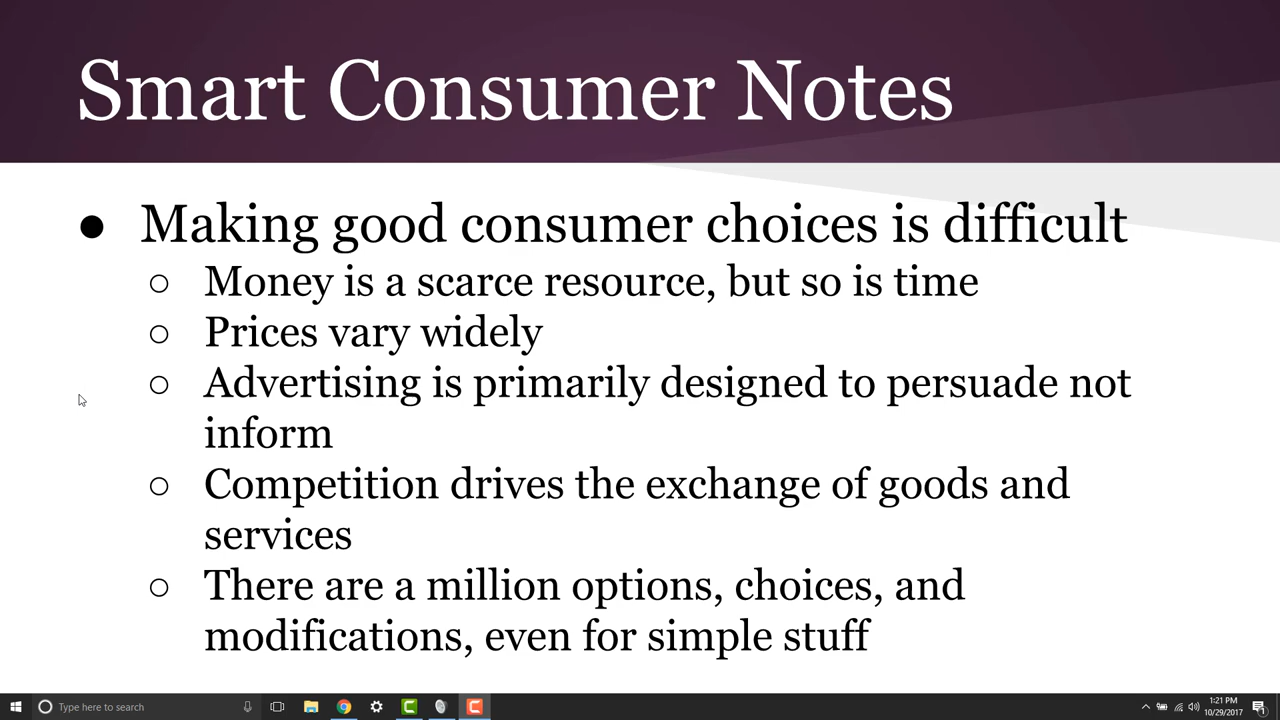 Smart Consumer Notes
● Making good consumer choices is difficult
○ Money is a scarce resource, but so is time
○ Prices vary widely
○ Advertising is primarily designed to persuade not
inform
○ Competition drives the exchange of goods and
services
○ There are a million options, choices, and
modifications, even for simple stuff
Type here to search
1:21 PM
10/29/2017